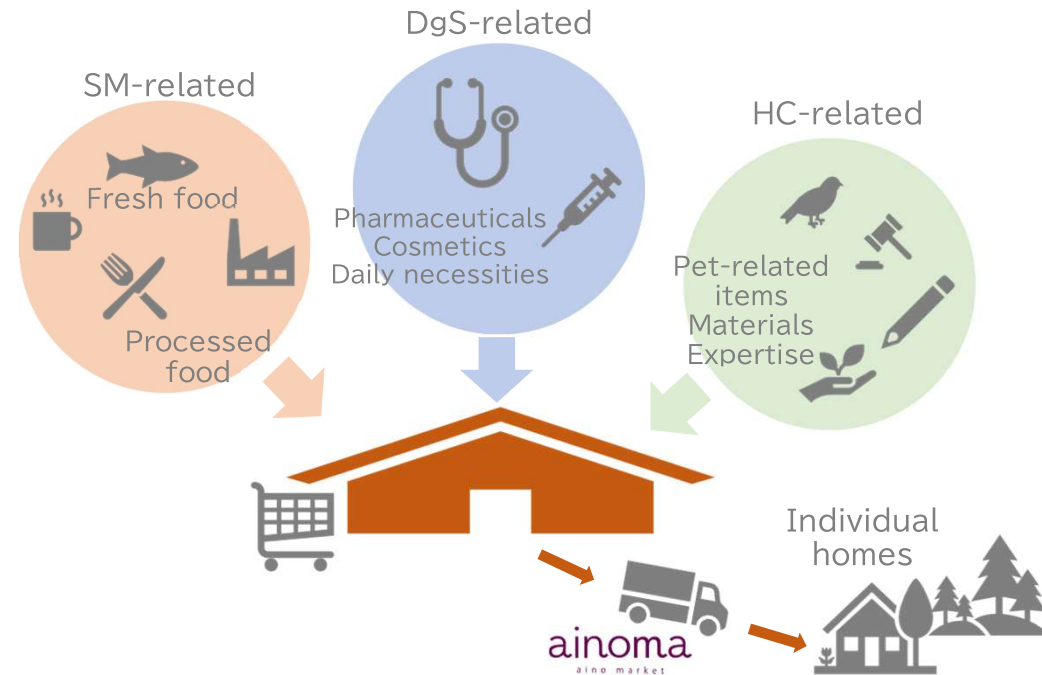 DgS-related
SM-related
HC-related
Fresh food
Processed
food
Pharmaceuticals
Cosmetics
Daily necessities
Pet-related
items
Materials
Expertise
Individual
homes
ainoma
aino market